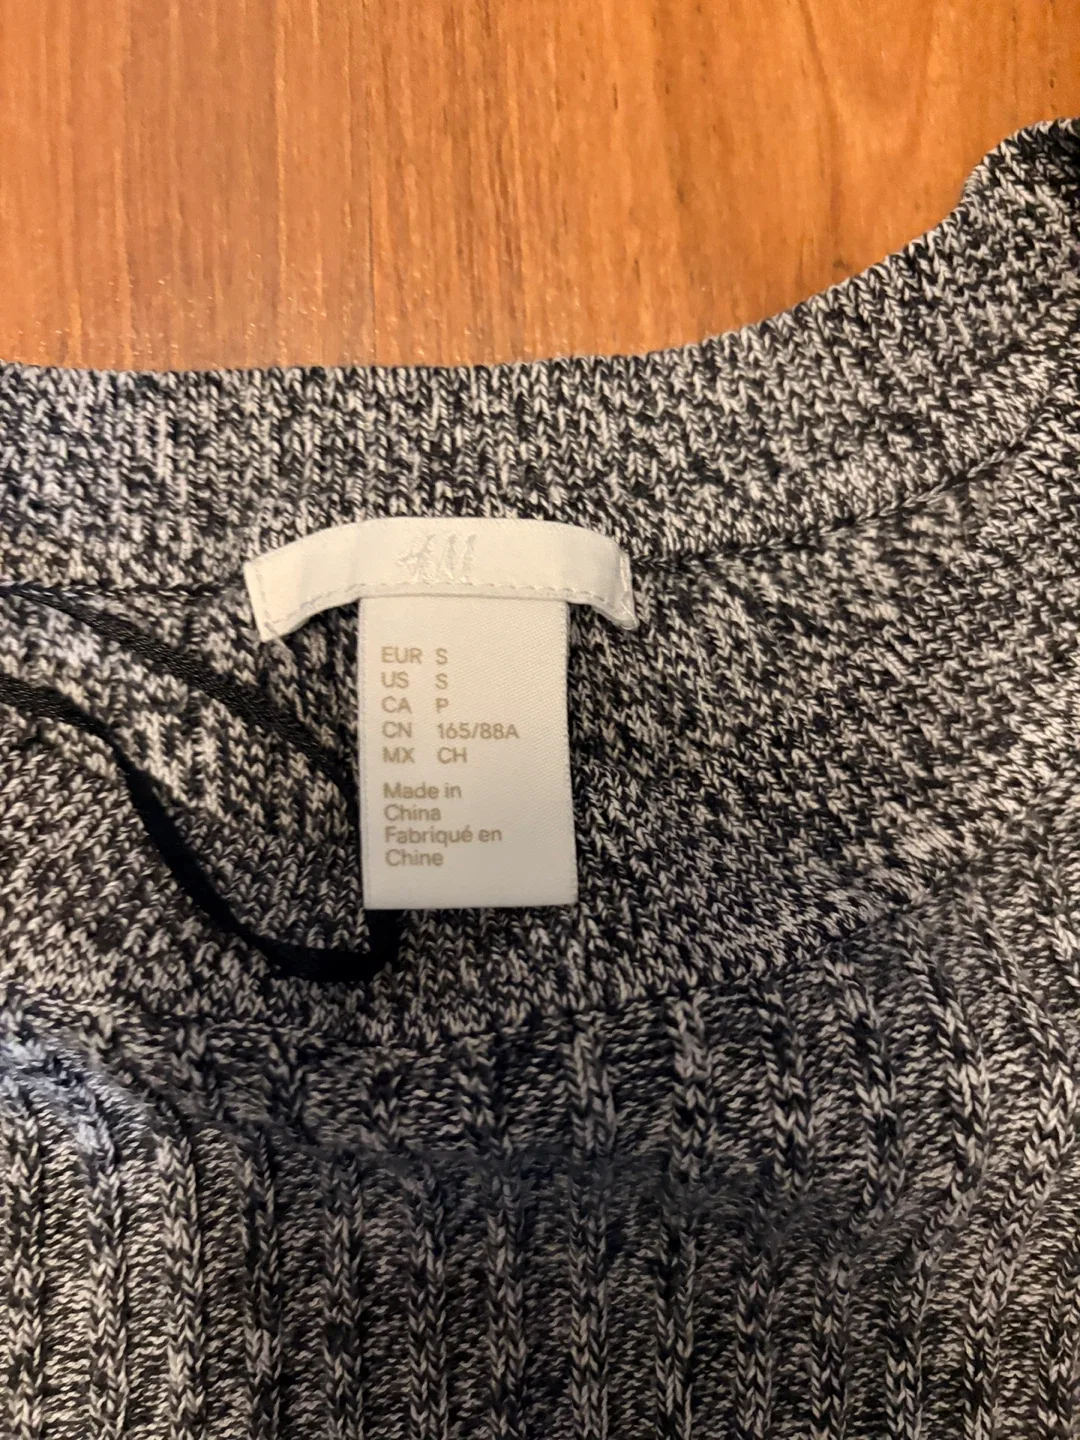 H&M
EUR S
US S
CA P
CN 165/88A
MX CH
Made in
China
Fabriqué en
Chine